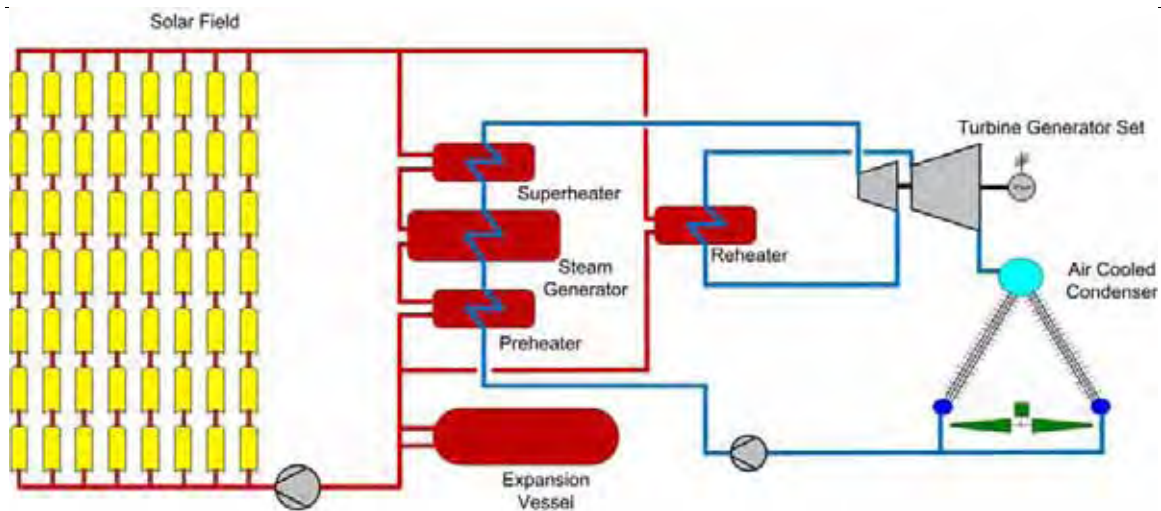 Solar Field
Turbine Generator Set
Superheater
Reheater
Steam
Generator
Air Cooled
Condenser
Preheater
Expansion
Vessel